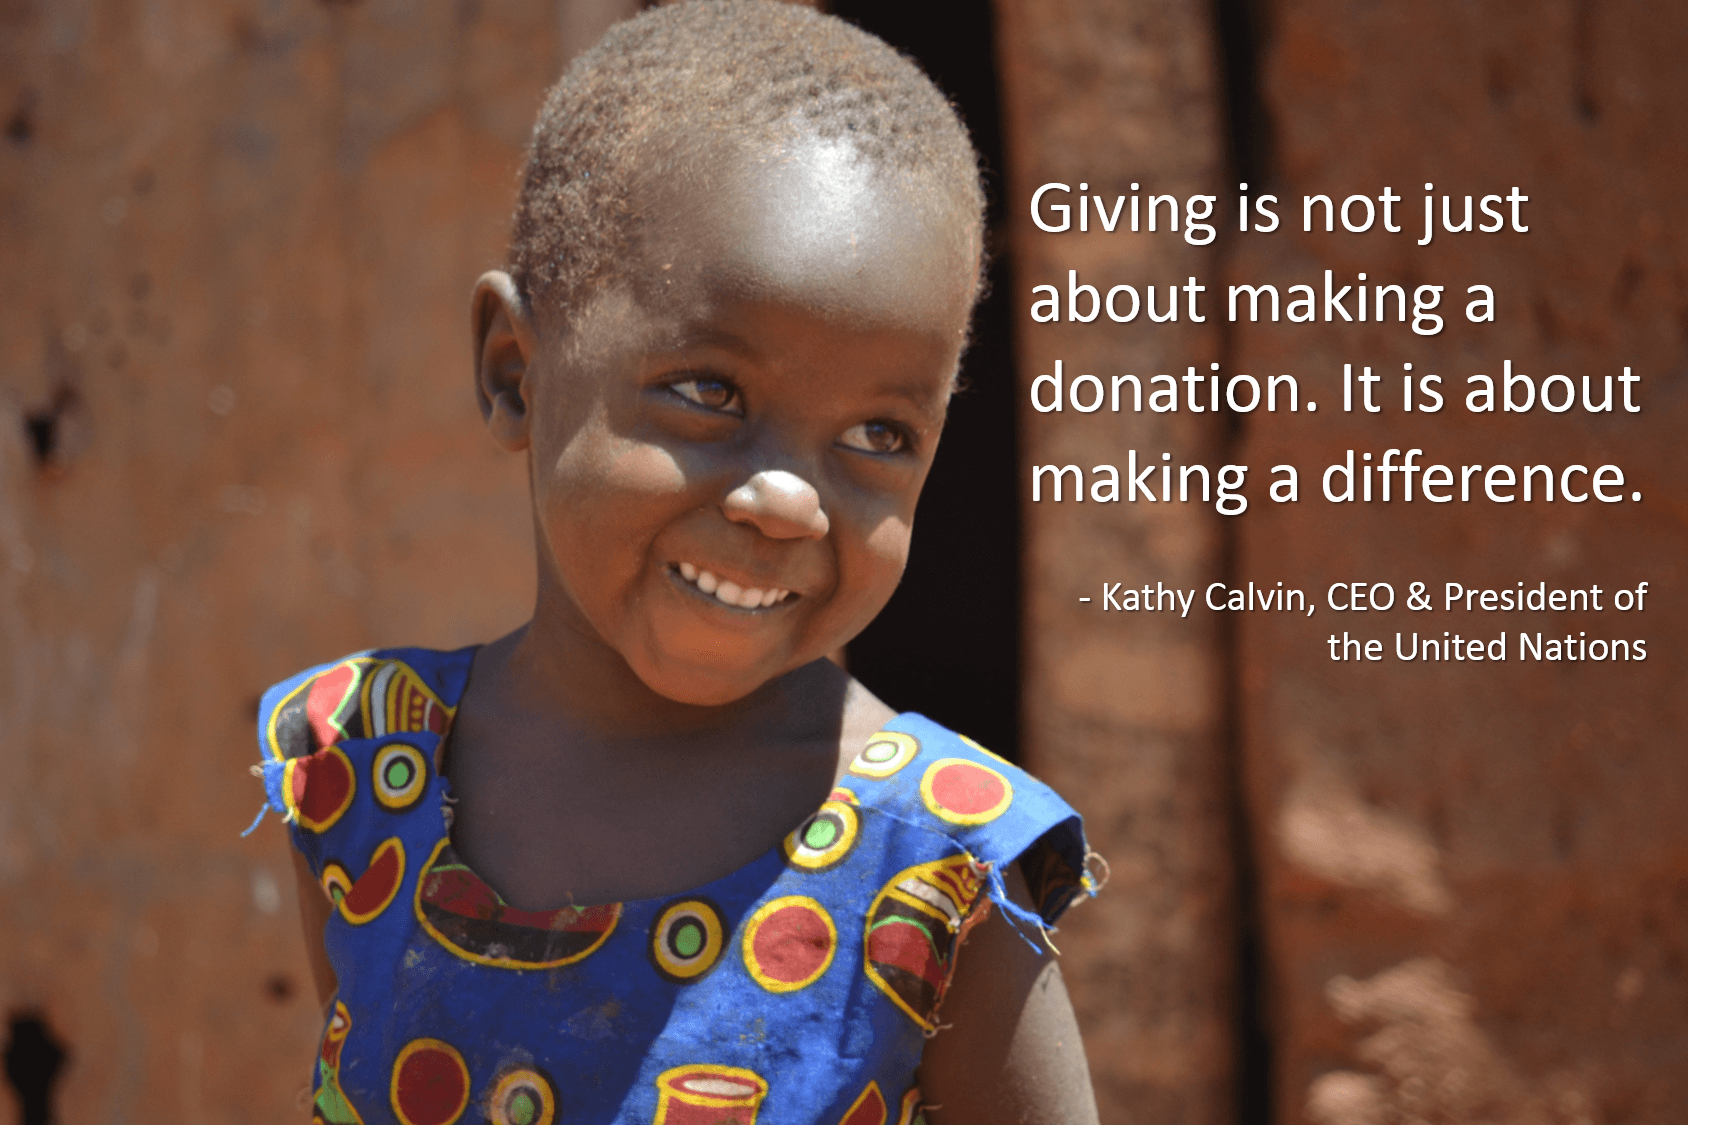 Giving is not just
about making a
donation. It is about
making a difference.
- Kathy Calvin, CEO & President of
the United Nations